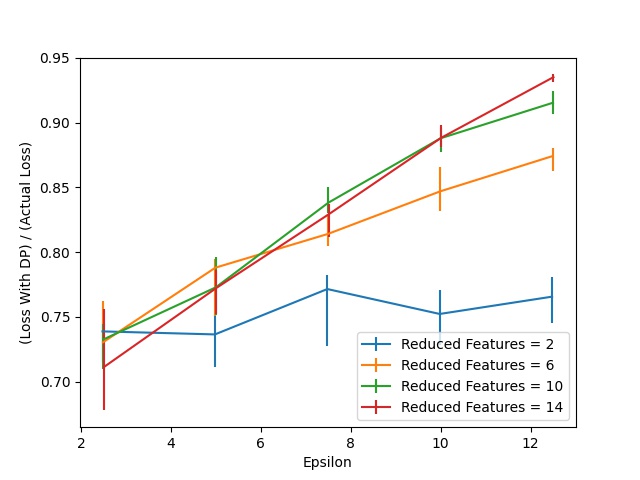 0.95
0.90
0.85
0.80
0.75
0.70
(Loss With DP) / (Actual Loss)
Reduced Features = 2
Reduced Features = 6
Reduced Features = 10
Reduced Features = 14
2 4 6 8 10 12
Epsilon